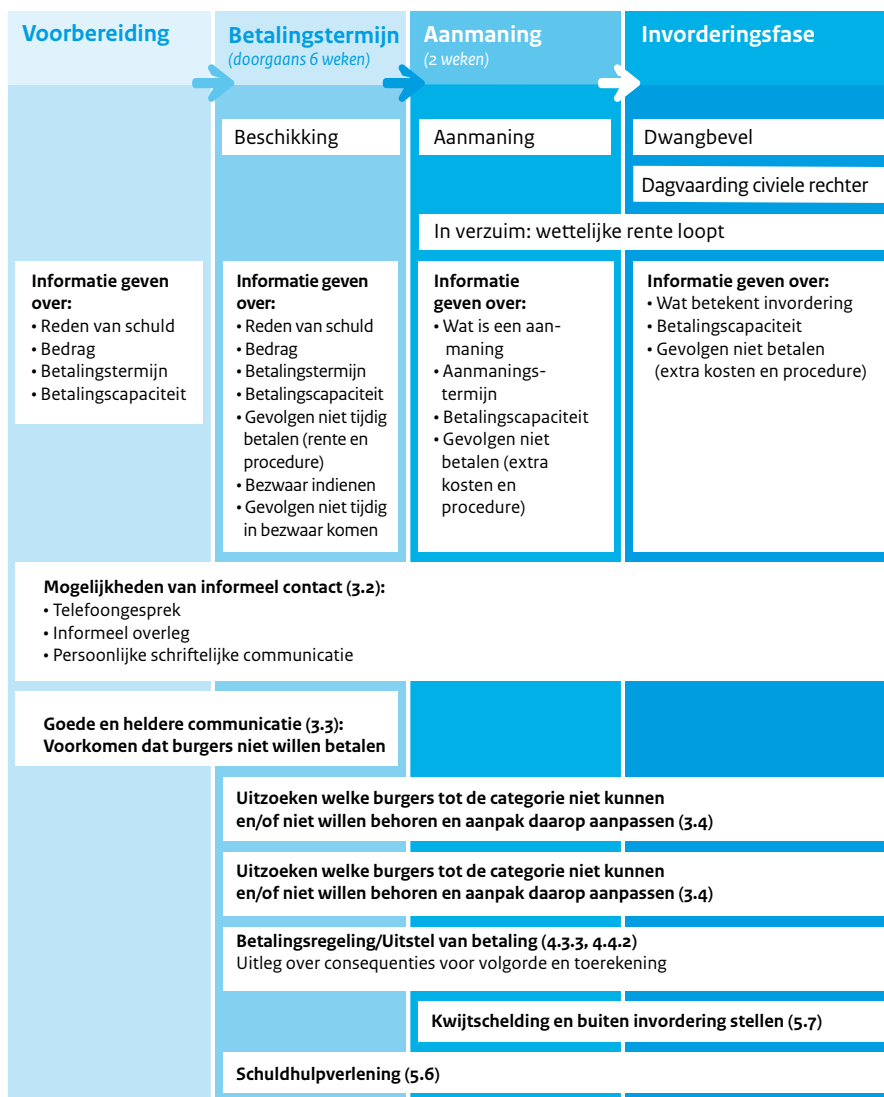 Voorbereiding
Betalingstermijn
(doorgaans 6 weken)
Aanmaning
(2 weken)
Invorderingsfase
Beschikking
Aanmaning
Dwangbevel
Dagvaarding civiele rechter
In verzuim: wettelijke rente loopt
Informatie geven
over:
• Reden van schuld
• Bedrag
• Betalingstermijn
• Betalingscapaciteit
Informatie geven
over:
• Reden van schuld
• Bedrag
• Betalingstermijn
• Betalingscapaciteit
• Gevolgen niet tijdig
betalen (rente en
procedure)
• Bezwaar indienen
• Gevolgen niet tijdig
in bezwaar komen
Informatie
geven over:
• Wat is een aan-
maning
• Aanmanings-
termijn
• Betalingscapaciteit
• Gevolgen niet
betalen (extra
kosten en
procedure)
Informatie geven over:
• Wat betekent invordering
• Betalingscapaciteit
• Gevolgen niet betalen
(extra kosten en procedure)
Mogelijkheden van informeel contact (3.2):
• Telefoongesprek
• Informeel overleg
• Persoonlijke schriftelijke communicatie
Goede en heldere communicatie (3.3):
Voorkomen dat burgers niet willen betalen
Uitzoeken welke burgers tot de categorie niet kunnen
en/of niet willen behoren en aanpak daarop aanpassen (3.4)
Uitzoeken welke burgers tot de categorie niet kunnen
en/of niet willen behoren en aanpak daarop aanpassen (3.4)
Betalingsregeling/Uitstel van betaling (4.3.3, 4.4.2)
Uitleg over consequenties voor volgorde en toerekening
Kwijtschelding en buiten invordering stellen (5.7)
Schuldhulpverlening (5.6)